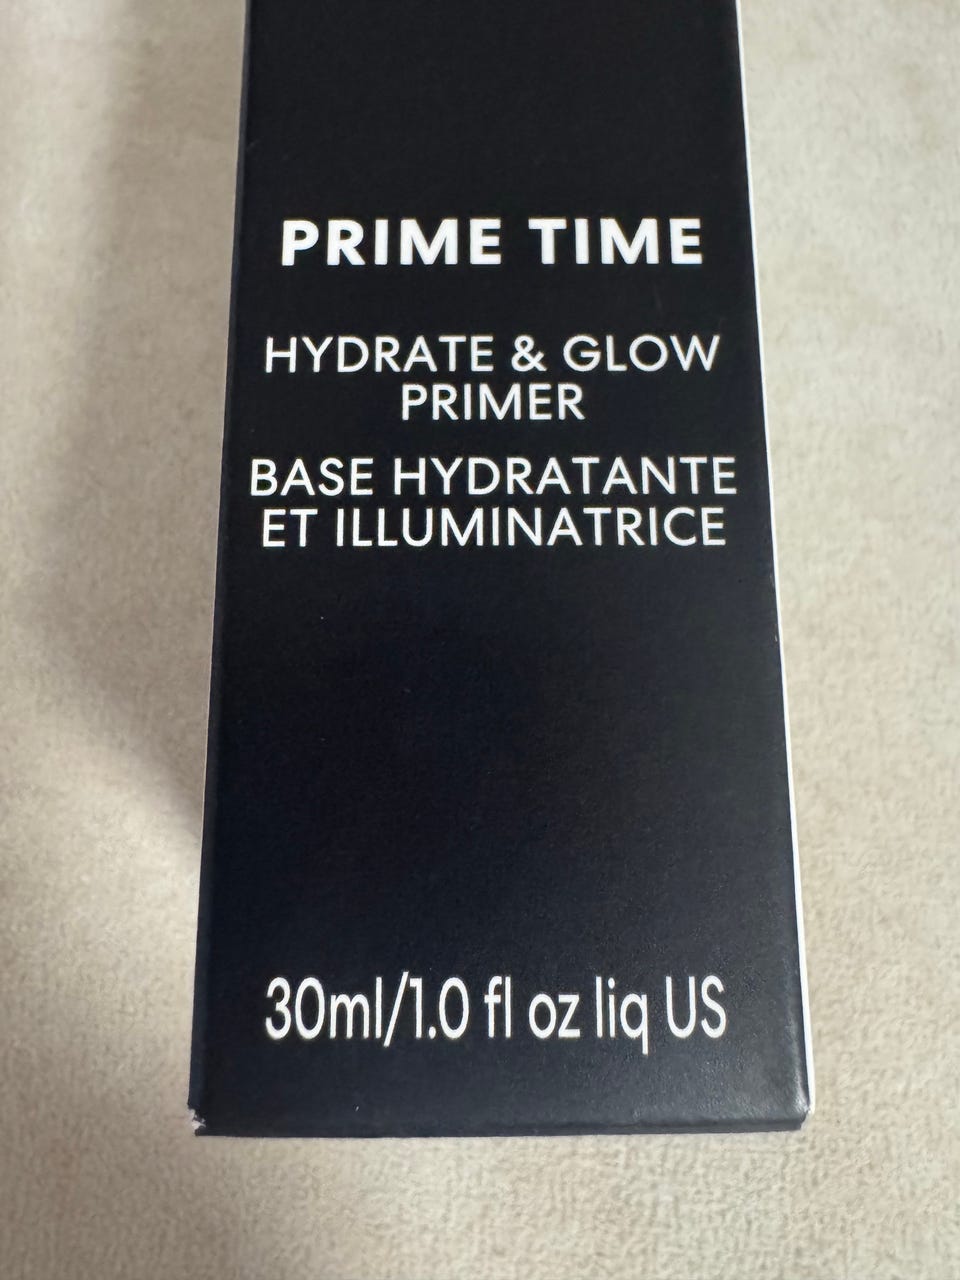 PRIME TIME
HYDRATE & GLOW
PRIMER
BASE HYDRATANTE
ET ILLUMINATRICE
30ml/1.0 fl oz liq US